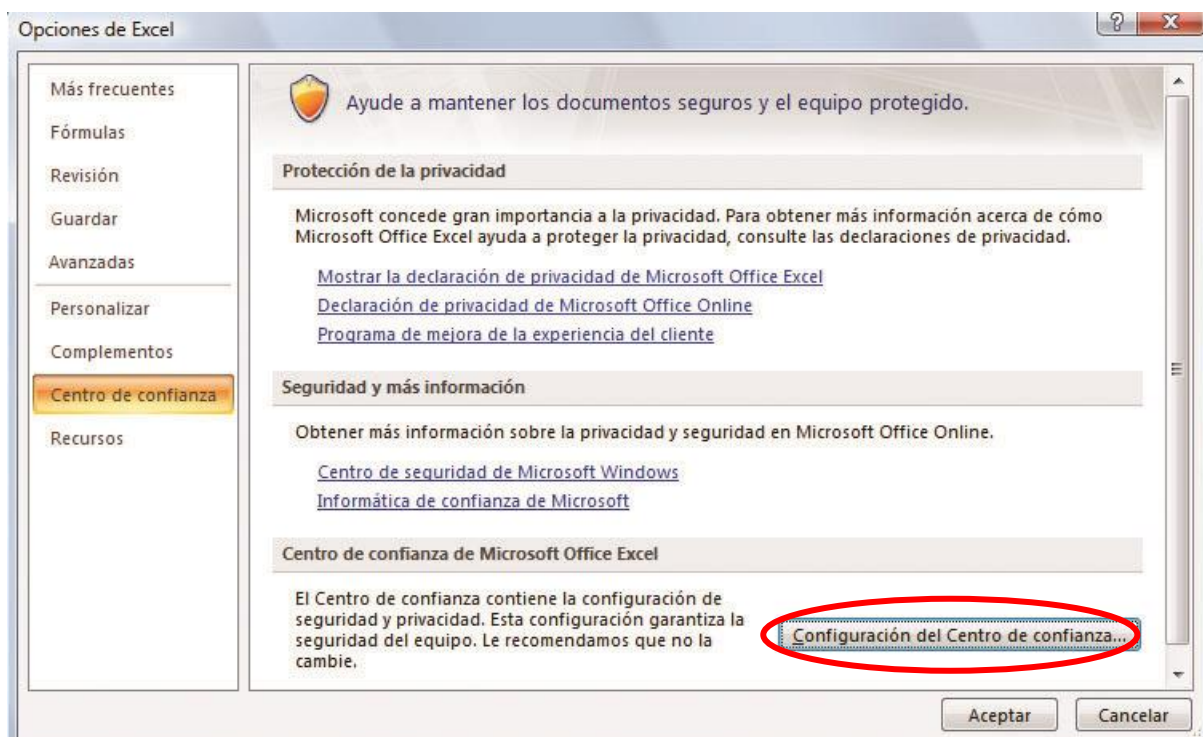 Opciones de Excel
Más frecuentes
Fórmulas
Revisión
Guardar
Avanzadas
Personalizar
Complementos
Centro de confianza
Recursos
Ayude a mantener los documentos seguros y el equipo protegido.
Protección de la privacidad
Microsoft concede gran importancia a la privacidad. Para obtener más información acerca de cómo
Microsoft Office Excel ayuda a proteger la privacidad, consulte las declaraciones de privacidad.
Mostrar la declaración de privacidad de Microsoft Office Excel
Declaración de privacidad de Microsoft Office Online
Programa de mejora de la experiencia del cliente
Seguridad y más información
Obtener más información sobre la privacidad y seguridad en Microsoft Office Online.
Centro de seguridad de Microsoft Windows
Informática de confianza de Microsoft
Centro de confianza de Microsoft Office Excel
El Centro de confianza contiene la configuración de
seguridad y privacidad. Esta configuración garantiza la
seguridad del equipo. Le recomendamos que no la
cambie.
Configuración del Centro de confianza...
Aceptar
Cancelar